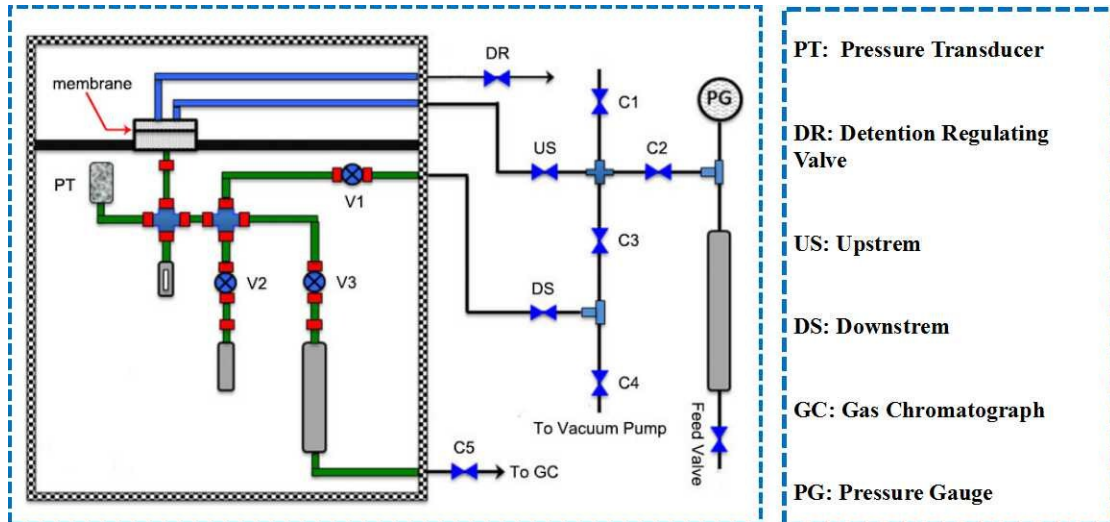 DR
membrane
PG
C1
US
C2
PT
V1
C3
V2
V3
DS
C4
To Vacuum Pump
Feed Valve
C5
To GC
PT: Pressure Transducer
DR: Detention Regulating
Valve
US: Upstrem
DS: Downstrem
GC: Gas Chromatograph
PG: Pressure Gauge